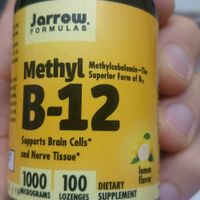 Jarrow
FORMULAS
Methyl
Methylcobalamin—The
Superior Form of B12
B-12
Supports Brain Cells*
and Nerve Tissue*
lemon
flavor
1000
MICROGRAMS
100
LOZENGES
DIETARY
SUPPLEMENT